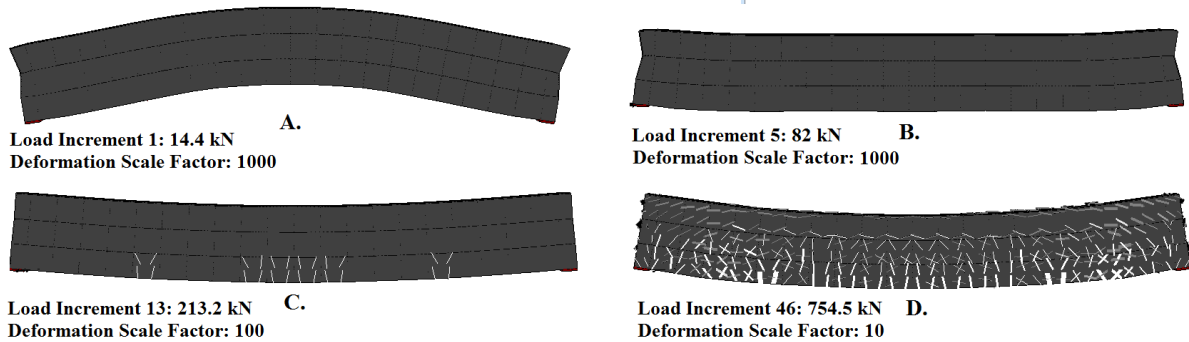 A.
Load Increment 1: 14.4 kN
Deformation Scale Factor: 1000
B.
Load Increment 5: 82 kN
Deformation Scale Factor: 1000
C.
Load Increment 13: 213.2 kN
Deformation Scale Factor: 100
D.
Load Increment 46: 754.5 kN
Deformation Scale Factor: 10